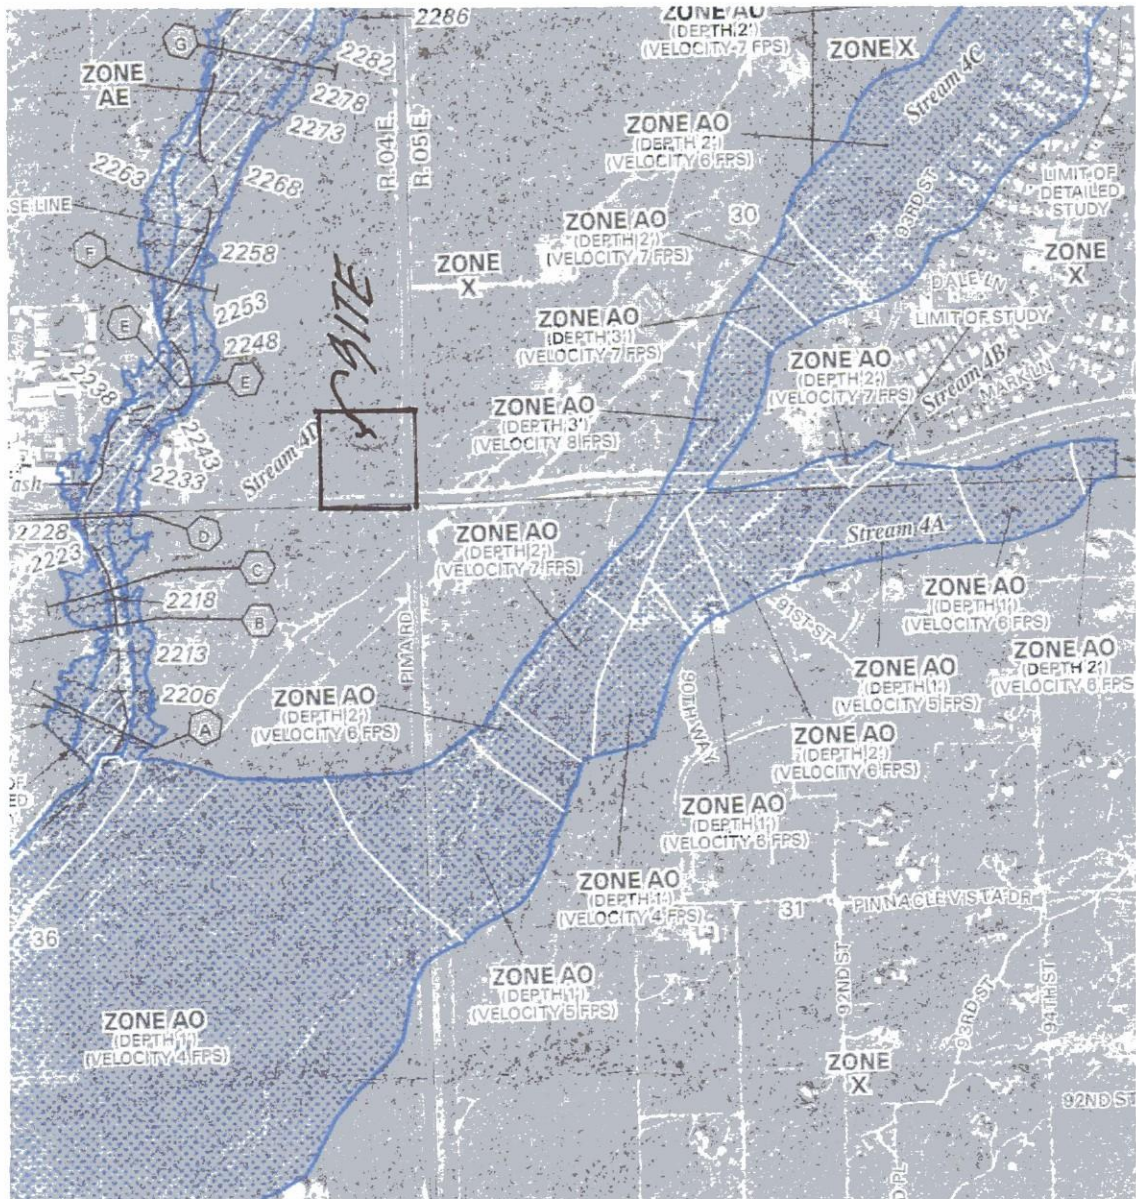 2286
ZONE AO
(DEPTH 2')
(VELOCITY 7 FPS)
ZONE X
Stream 4C
G
2282
ZONE
AE
2278
2273
R.04E.
R.05E.
ZONE AO
(DEPTH 2')
(VELOCITY 6 FPS)
2263
2268
LIMIT OF
DETAILED
STUDY
93RD ST
30
ZONE AO
(DEPTH 2')
(VELOCITY 7 FPS)
F
2258
ZONE
X
ZONE
X
2253
DALE LN
LIMIT OF STUDY
E
SITE
ZONE AO
(DEPTH 3')
(VELOCITY 7 FPS)
2248
E
2238
ZONE AO
(DEPTH 2')
(VELOCITY 7 FPS)
Stream 4B
MARK LN
ZONE AO
(DEPTH 3')
(VELOCITY 8 FPS)
2243
2233
ash
2228
D
2223
ZONE AO
(DEPTH 2')
(VELOCITY 7 FPS)
Stream 4A
C
2218
B
ZONE AO
(DEPTH 1')
(VELOCITY 6 FPS)
91ST ST
2213
PIMA RD
ZONE AO
(DEPTH 2')
(VELOCITY 6 FPS)
2206
A
ZONE AO
(DEPTH 2')
(VELOCITY 6 FPS)
ZONE AO
(DEPTH 1')
(VELOCITY 5 FPS)
90TH WAY
ZONE AO
(DEPTH 2')
(VELOCITY 6 FPS)
ZONE AO
(DEPTH 1')
(VELOCITY 6 FPS)
ZONE AO
(DEPTH 1')
(VELOCITY 4 FPS)
31
PINNACLE VISTA DR
36
ZONE AO
(DEPTH 1')
(VELOCITY 5 FPS)
92ND ST
93RD ST
94TH ST
ZONE AO
(DEPTH 1')
(VELOCITY 4 FPS)
ZONE
X
92ND ST